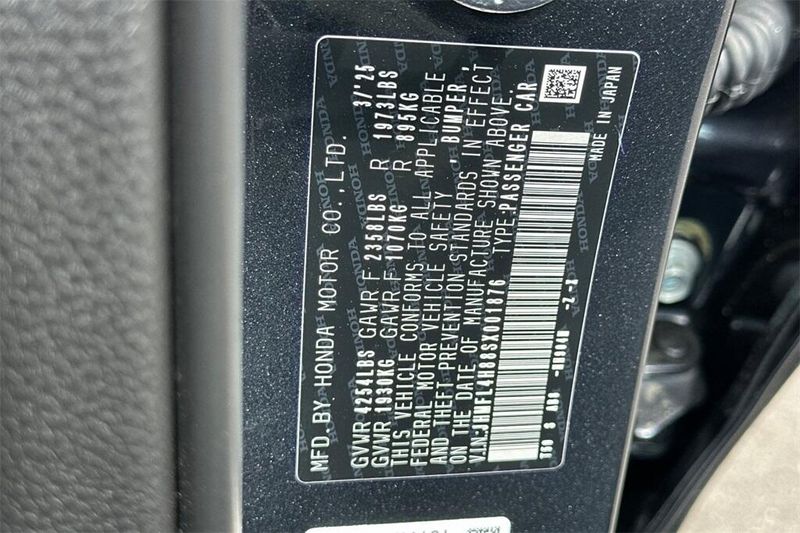 MFD.BY HONDA MOTOR CO.,LTD. 3/'25
GVWR 4254LBS GAWR F 2358LBS R 1973LBS
GVWR 1930KG GAWR F 1070KG R 895KG
THIS VEHICLE CONFORMS TO ALL APPLICABLE
FEDERAL MOTOR VEHICLE SAFETY, BUMPER,
AND THEFT PREVENTION STANDARDS IN EFFECT
ON THE DATE OF MANUFACTURE SHOWN ABOVE.
V.I.N:JHMFL4H88SX001876 TYPE:PASSENGER CAR
MADE IN JAPAN